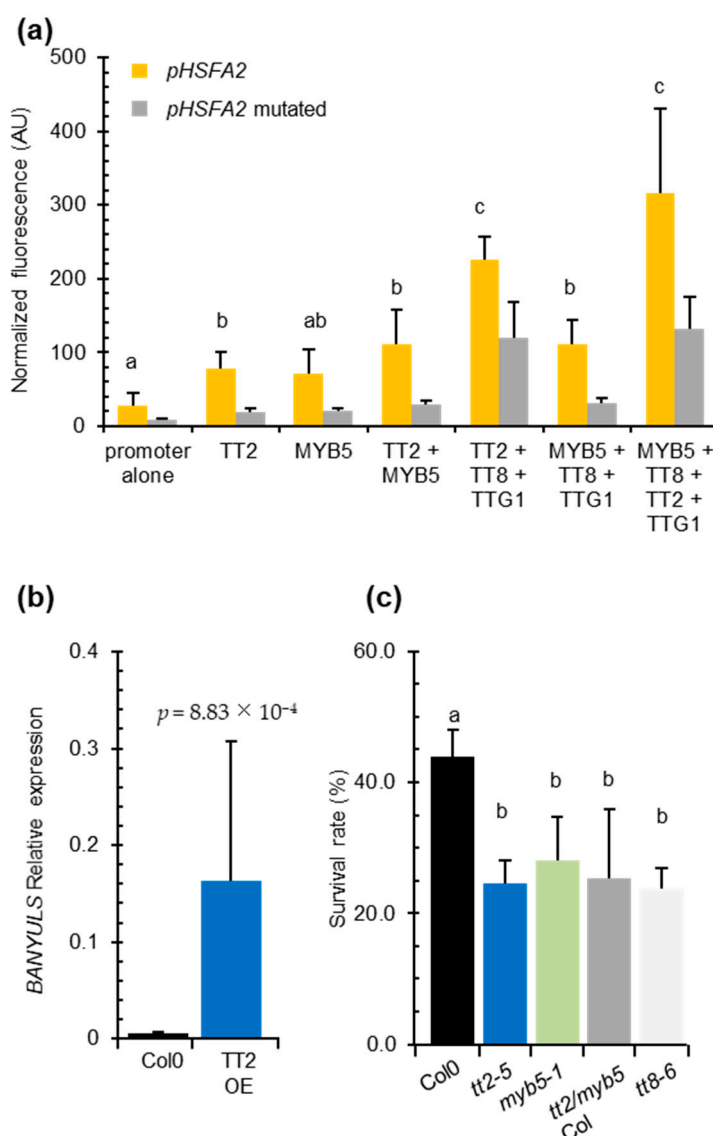 (a)
500
400
300
200
100
0
Normalized fluorescence (AU)
pHSFA2
pHSFA2 mutated
a
b
ab
b
c
b
c
promoter
alone
TT2
MYB5
TT2 +
MYB5
TT2 +
TT8 +
TTG1
MYB5 +
TT8 +
TTG1
MYB5 +
TT8 +
TT2 +
TTG1
(b)
0.4
0.3
0.2
0.1
0
BANYULS Relative expression
p = 8.83 × 10⁻⁴
Col0
TT2
OE
(c)
60.0
40.0
20.0
0.0
Survival rate (%)
a
b
b
b
b
Col0
tt2-5
myb5-1
tt2/myb5
Col
tt8-6